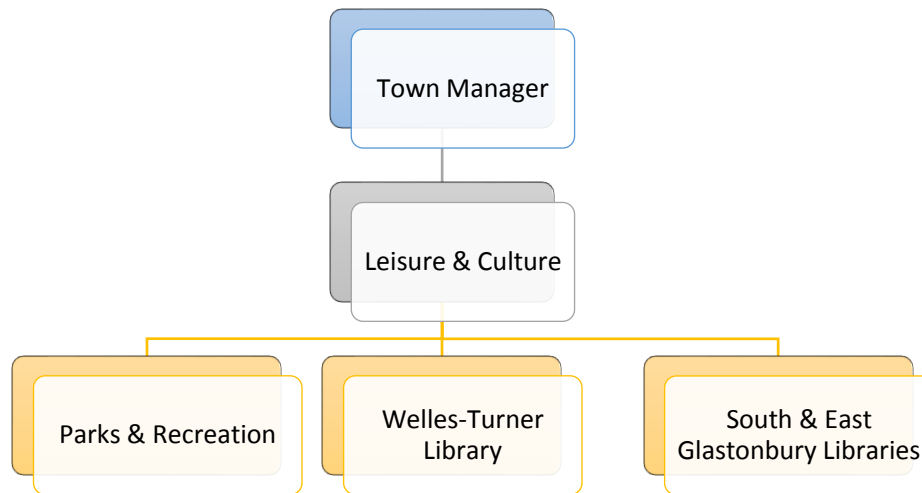 Town Manager
Leisure & Culture
Parks & Recreation
Welles-Turner
Library
South & East
Glastonbury Libraries